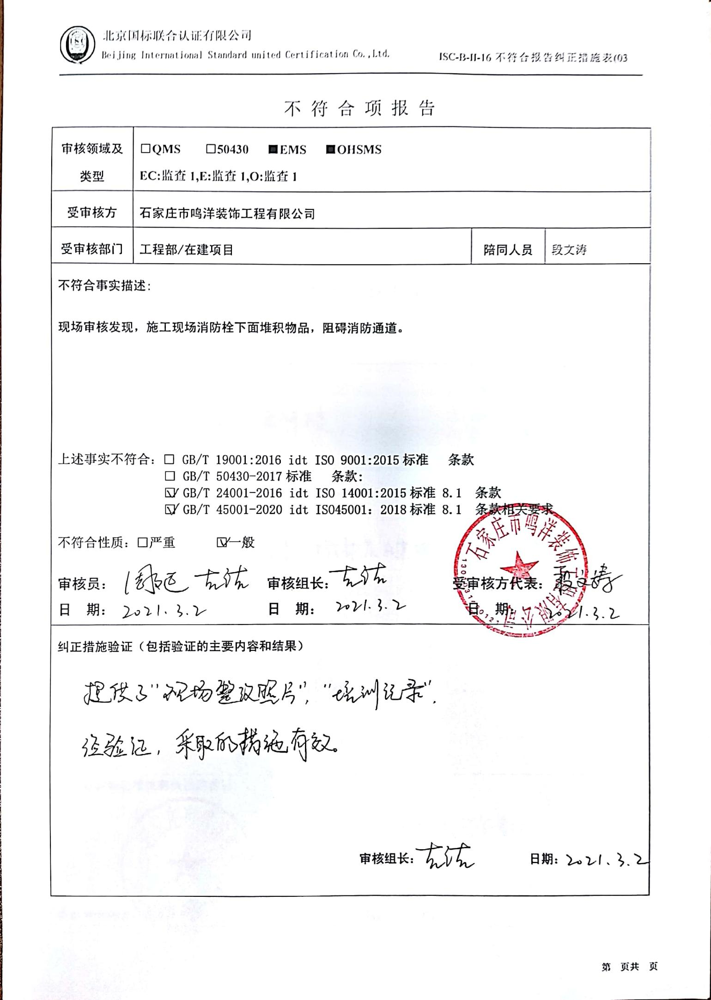 北京国标联合认证有限公司
Beijing International Standard united Certification Co.,Ltd.
ISC-B-II-16 不符合报告纠正措施表(03
不符合项报告
审核领域及类型
□QMS □50430 ■EMS ■OHSMS
EC:监查 1,E:监查 1,O:监查 1
受审核方 石家庄市鸣洋装饰工程有限公司
受审核部门 工程部/在建项目 陪同人员 段文涛
不符合事实描述:
现场审核发现，施工现场消防栓下面堆积物品，阻碍消防通道。
上述事实不符合: □ GB/T 19001:2016 idt ISO 9001:2015 标准 条款
□ GB/T 50430-2017 标准 条款:
☑ GB/T 24001-2016 idt ISO 14001:2015 标准 8.1 条款
☑ GB/T 45001-2020 idt ISO45001: 2018 标准 8.1 条款相关要求
不符合性质: □严重 ☑一般
审核员: 审核组长: 受审核方代表: 段文涛
日 期: 2021.3.2 日 期: 2021.3.2 日 期: 2021.3.2
石家庄市鸣洋装饰工程有限公司
纠正措施验证（包括验证的主要内容和结果）
提供了"现场整改照片"，"培训记录".
经验证，采取的措施有效。
审核组长: 日期: 2021.3.2
第 页共 页